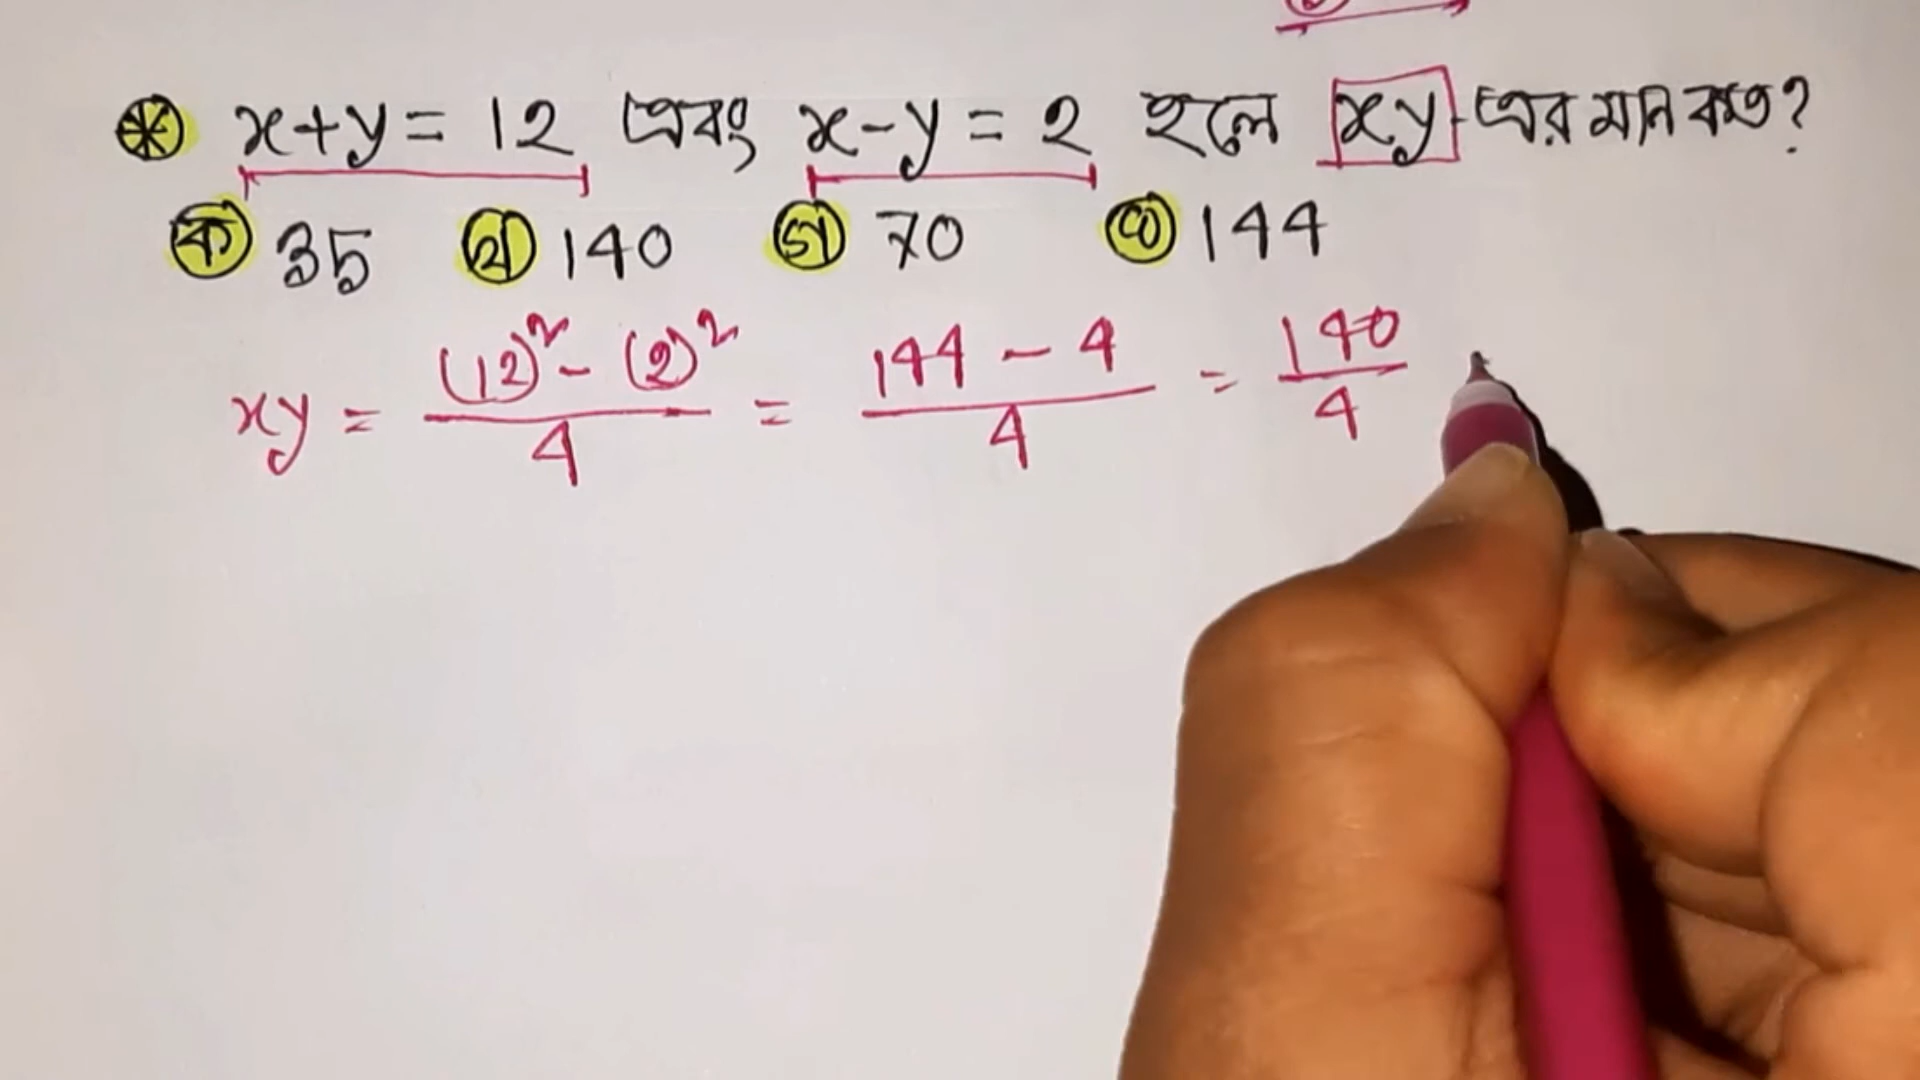 * x+y = 12 এবং x-y = 2 হলে xy-এর মান কত?
ক 35 খ 140 গ 70 ঘ 144
xy = (12)² - (2)² / 4 = 144 - 4 / 4 = 140 / 4